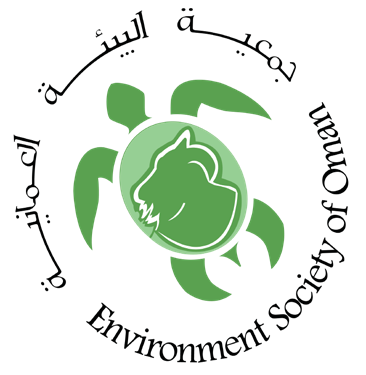 جمعية البيئة العمانية
Environment Society of Oman